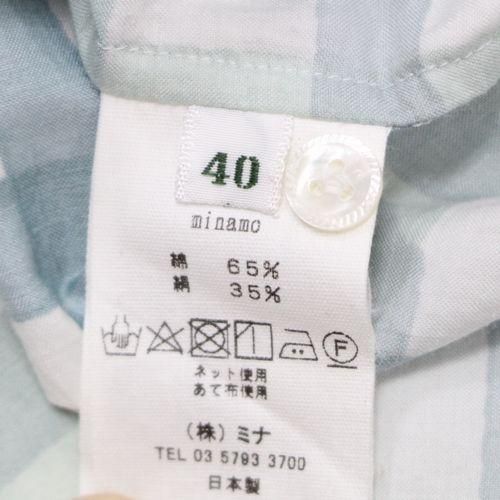 40
minamo
綿 65%
絹 35%
F
ネット使用
あて布使用
(株) ミナ
TEL 03 5793 3700
日本製